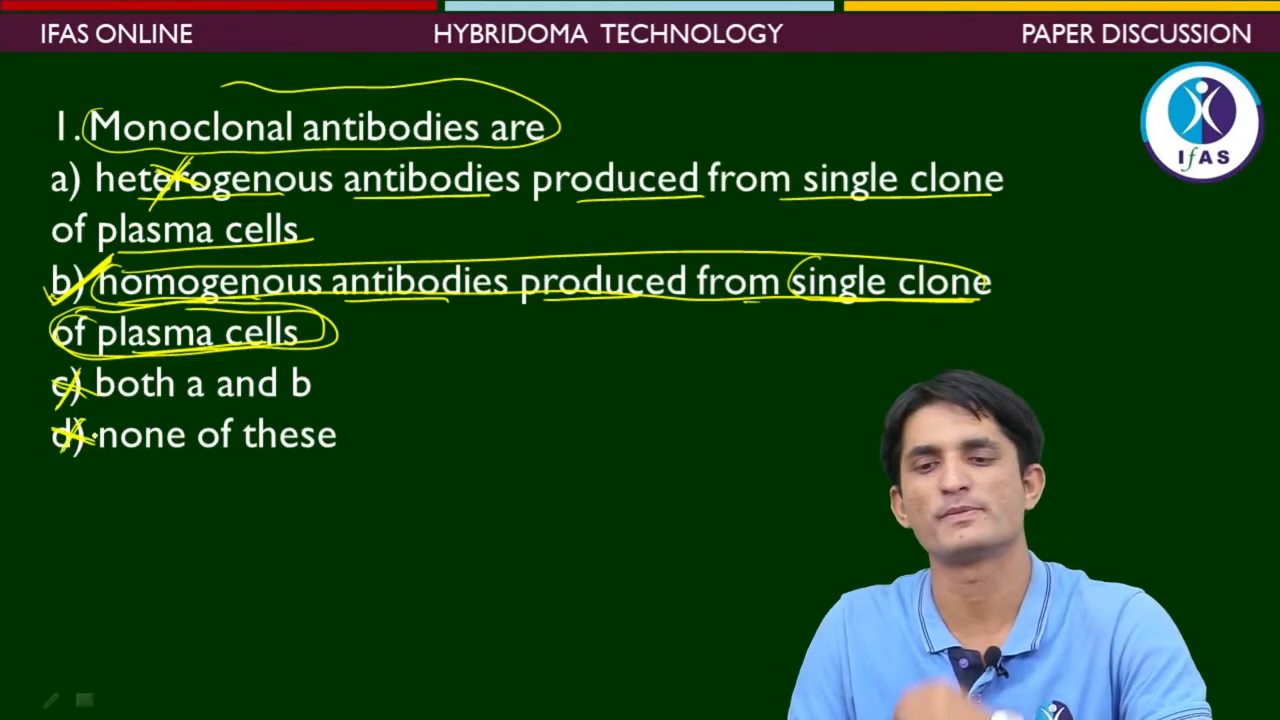 IFAS ONLINE HYBRIDOMA TECHNOLOGY PAPER DISCUSSION
IfAS
1. Monoclonal antibodies are
a) heterogenous antibodies produced from single clone
of plasma cells
b) homogenous antibodies produced from single clone
of plasma cells
c) both a and b
d) none of these